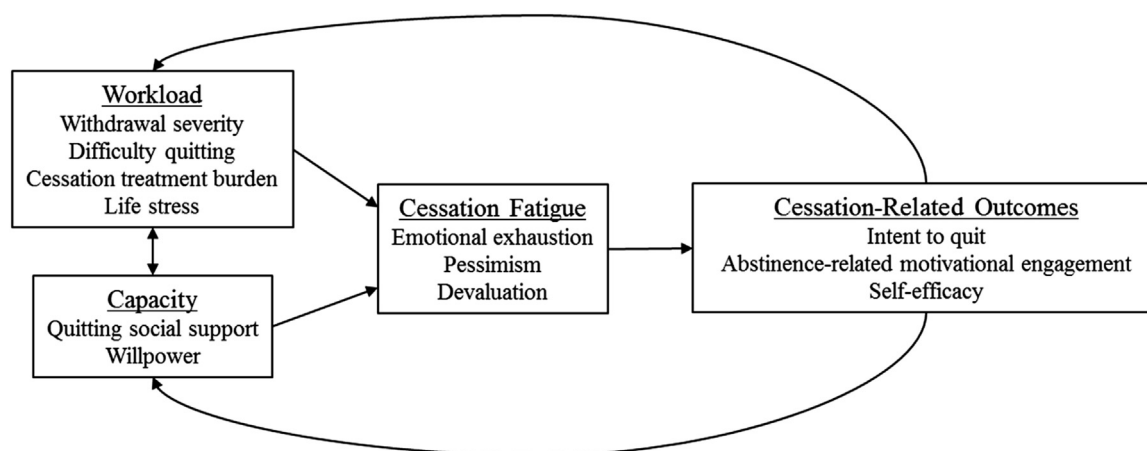 Workload
Withdrawal severity
Difficulty quitting
Cessation treatment burden
Life stress
Capacity
Quitting social support
Willpower
Cessation Fatigue
Emotional exhaustion
Pessimism
Devaluation
Cessation-Related Outcomes
Intent to quit
Abstinence-related motivational engagement
Self-efficacy